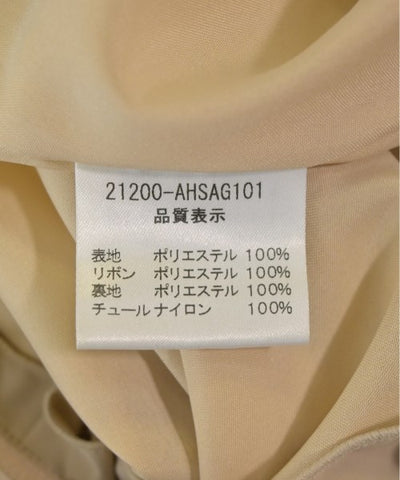 21200-AHSAG101
品質表示
表地 ポリエステル 100%
リボン ポリエステル 100%
裏地 ポリエステル 100%
チュール ナイロン 100%